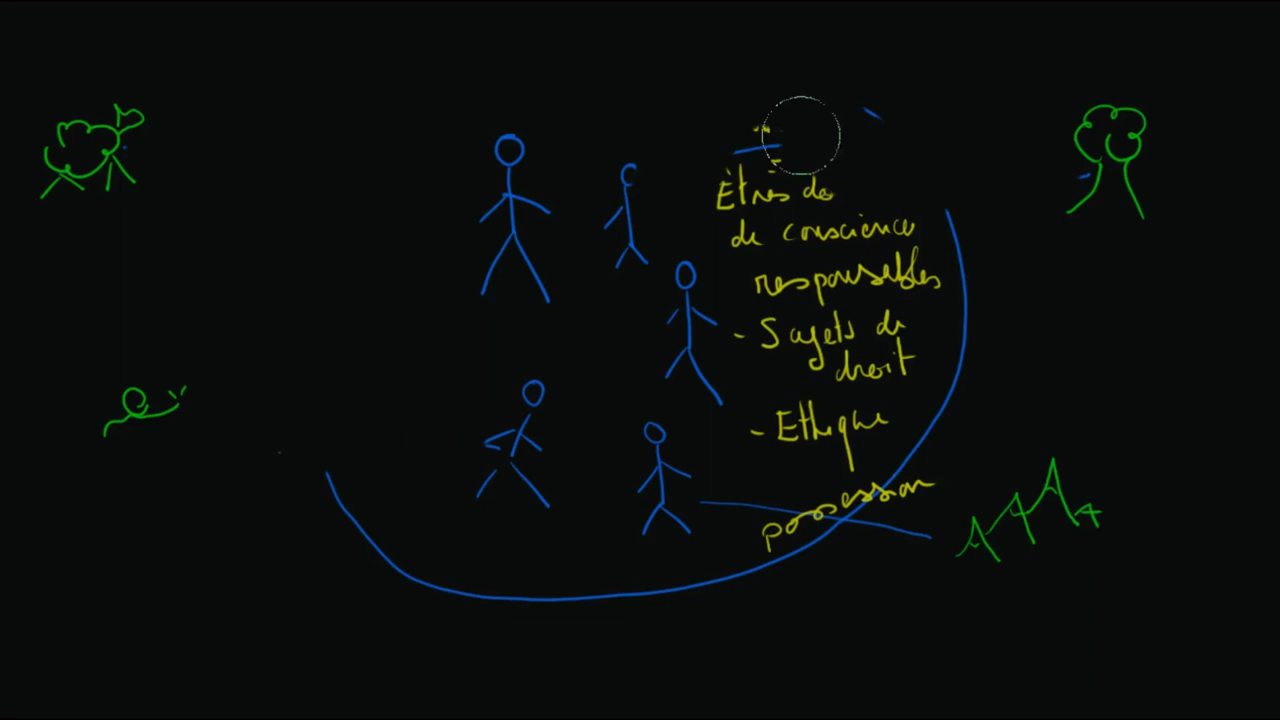 Êtres de
de conscience
responsables
- Sujets de
droit
- Ethique
possession